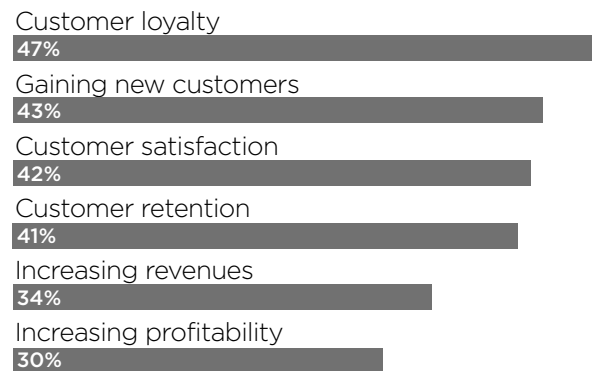 Customer loyalty
47%
Gaining new customers
43%
Customer satisfaction
42%
Customer retention
41%
Increasing revenues
34%
Increasing profitability
30%